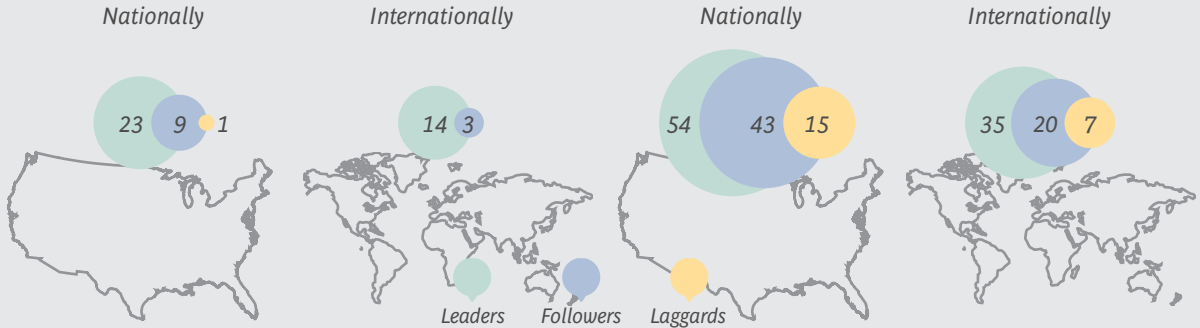 Nationally
Internationally
Nationally
Internationally
23 9 1
14 3
54 43 15
35 20 7
Leaders
Followers
Laggards